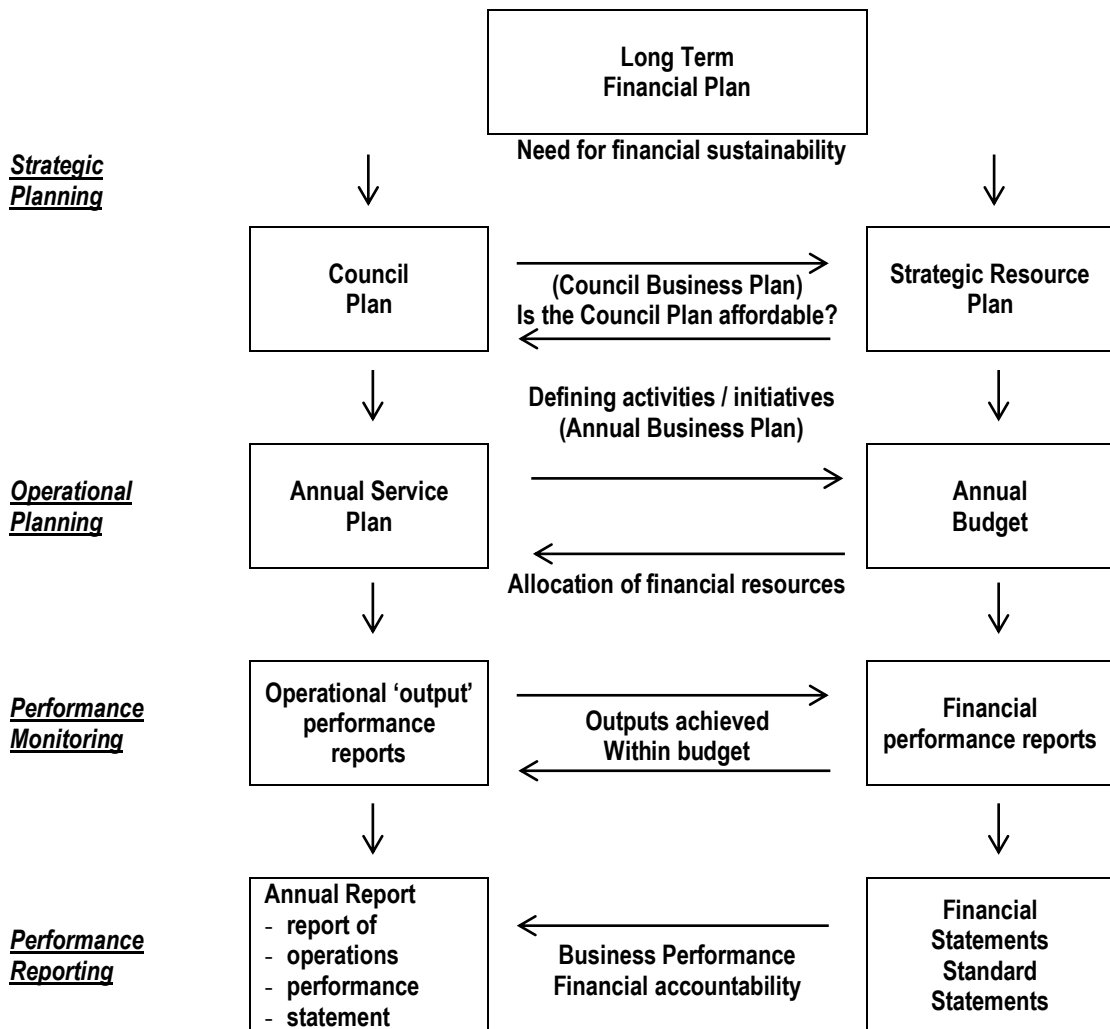 Long Term
Financial Plan
Need for financial sustainability
Strategic
Planning
Council
Plan
(Council Business Plan)
Is the Council Plan affordable?
Strategic Resource
Plan
Defining activities / initiatives
(Annual Business Plan)
Operational
Planning
Annual Service
Plan
Annual
Budget
Allocation of financial resources
Performance
Monitoring
Operational ‘output’
performance
reports
Outputs achieved
Within budget
Financial
performance reports
Performance
Reporting
Annual Report
- report of
- operations
- performance
- statement
Business Performance
Financial accountability
Financial
Statements
Standard
Statements